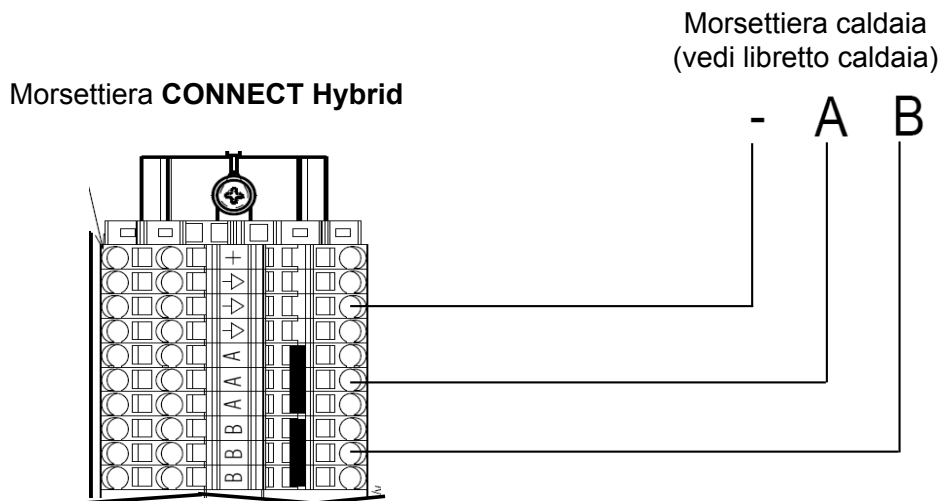 Morsettiera caldaia
(vedi libretto caldaia)
Morsettiera CONNECT Hybrid
- A B
+
A
A
A
B
B
B